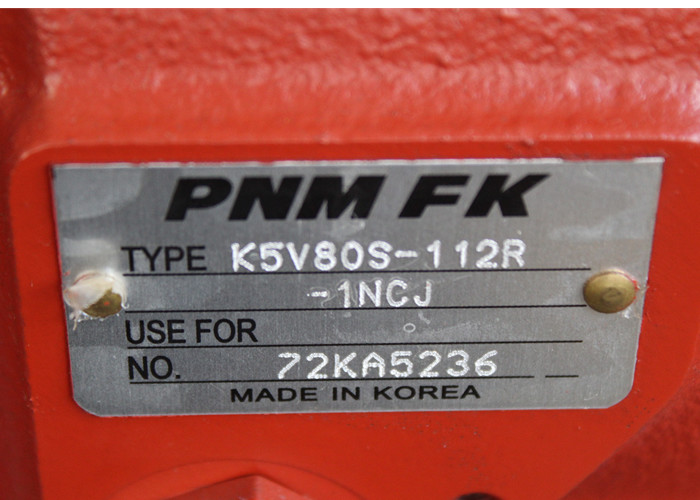 PNM FK
TYPE K5V80S-112R
-1NCJ
USE FOR
NO. 72KA5236
MADE IN KOREA